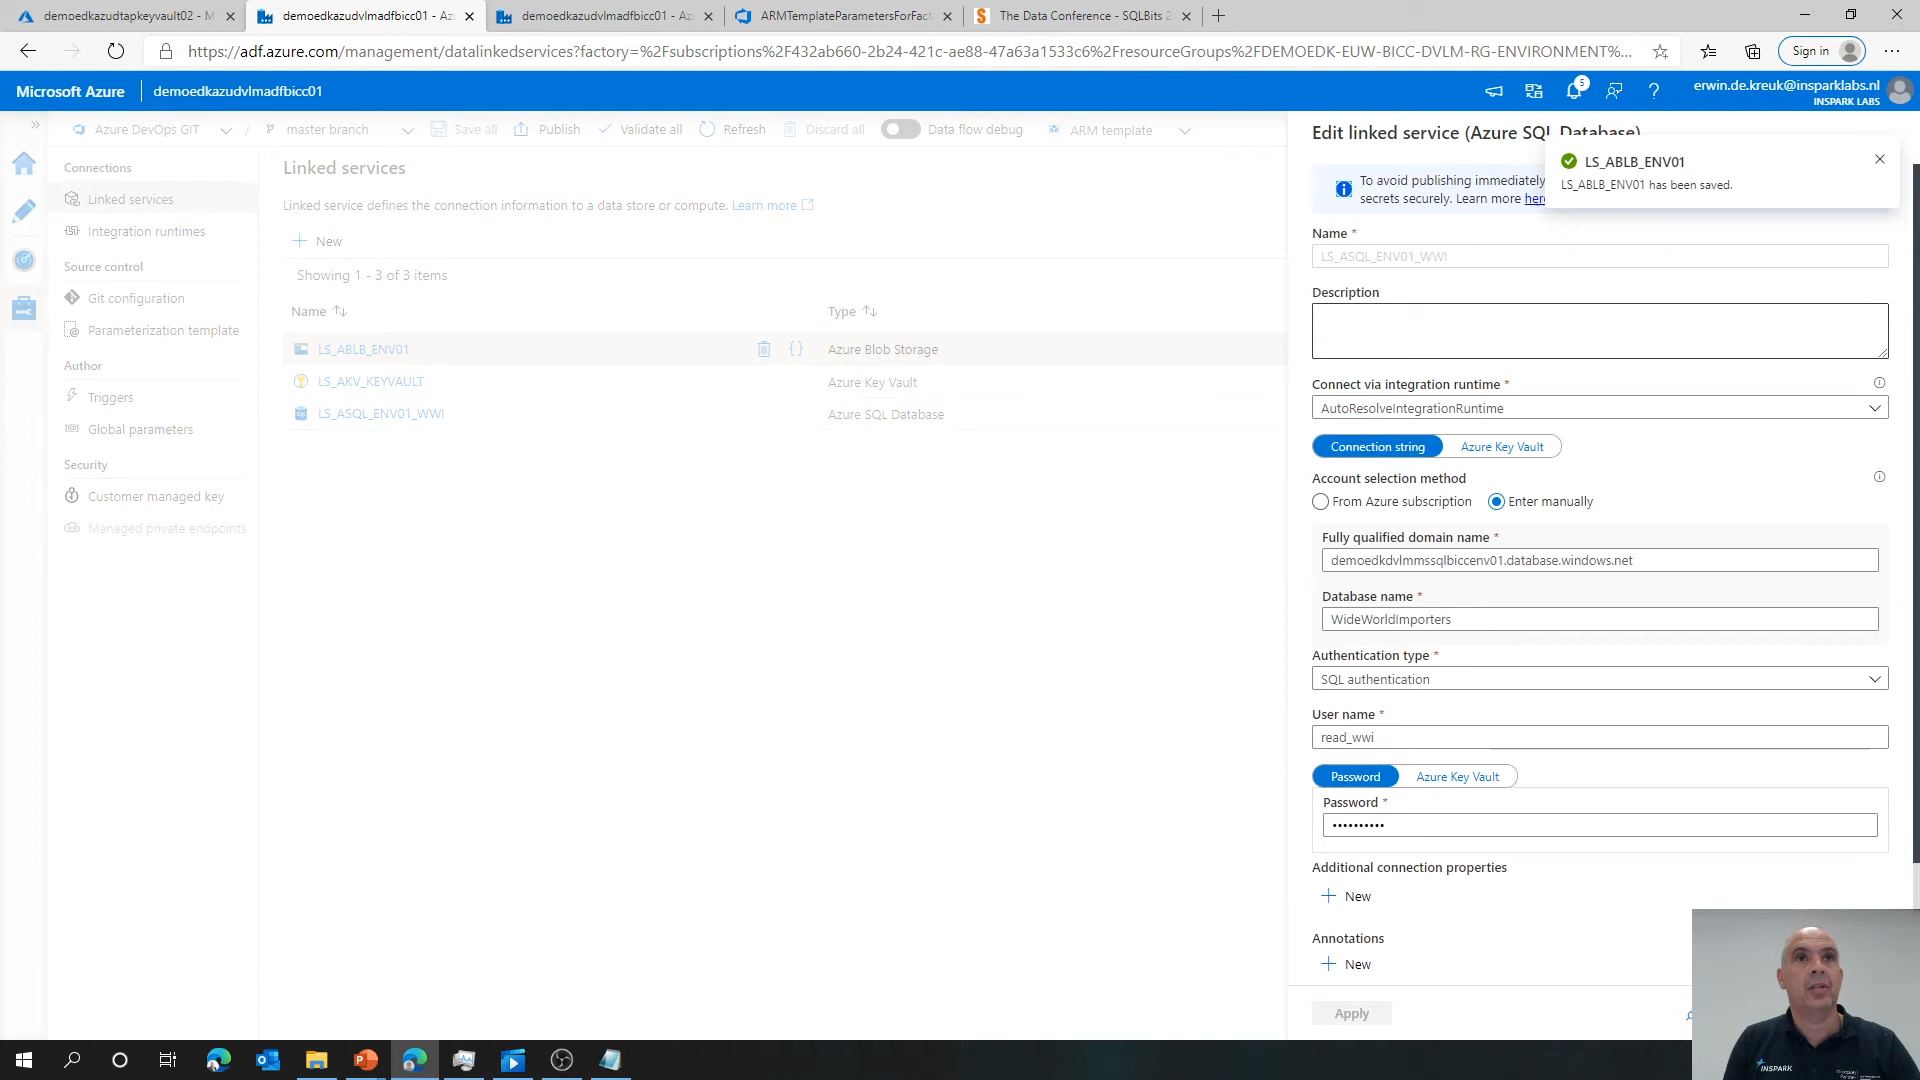 demoedkazudtapkeyvault02 - M
demoedkazudvlmadfbicc01 - Az
demoedkazudvlmadfbicc01 - Az
ARMTemplateParametersForFact
The Data Conference - SQLBits 2
https://adf.azure.com/management/datalinkedservices?factory=%2Fsubscriptions%2F432ab660-2b24-421c-ae88-47a63a1533c6%2FresourceGroups%2FDEMOEDK-EUW-BICC-DVLM-RG-ENVIRONMENT%...
Sign in
Microsoft Azure
demoedkazudvlmadfbicc01
5
erwin.de.kreuk@insparklabs.nl
INSPARK LABS
Azure DevOps GIT
master branch
Save all
Publish
Validate all
Refresh
Discard all
Data flow debug
ARM template
Connections
Linked services
Integration runtimes
Source control
Git configuration
Parameterization template
Author
Triggers
Global parameters
Security
Customer managed key
Managed private endpoints
Linked services
Linked service defines the connection information to a data store or compute. Learn more
New
Showing 1 - 3 of 3 items
Name
Type
LS_ABLB_ENV01
Azure Blob Storage
LS_AKV_KEYVAULT
Azure Key Vault
LS_ASQL_ENV01_WWI
Azure SQL Database
Edit linked service (Azure SQL Database)
To avoid publishing immediately
secrets securely. Learn more here
LS_ABLB_ENV01
LS_ABLB_ENV01 has been saved.
Name *
LS_ASQL_ENV01_WWI
Description
Connect via integration runtime *
AutoResolveIntegrationRuntime
Connection string
Azure Key Vault
Account selection method
From Azure subscription
Enter manually
Fully qualified domain name *
demoedkdvlmmssqlbiccenv01.database.windows.net
Database name *
WideWorldImporters
Authentication type *
SQL authentication
User name *
read_wwi
Password
Azure Key Vault
Password *
••••••••••
Additional connection properties
New
Annotations
New
Apply
INSPARK